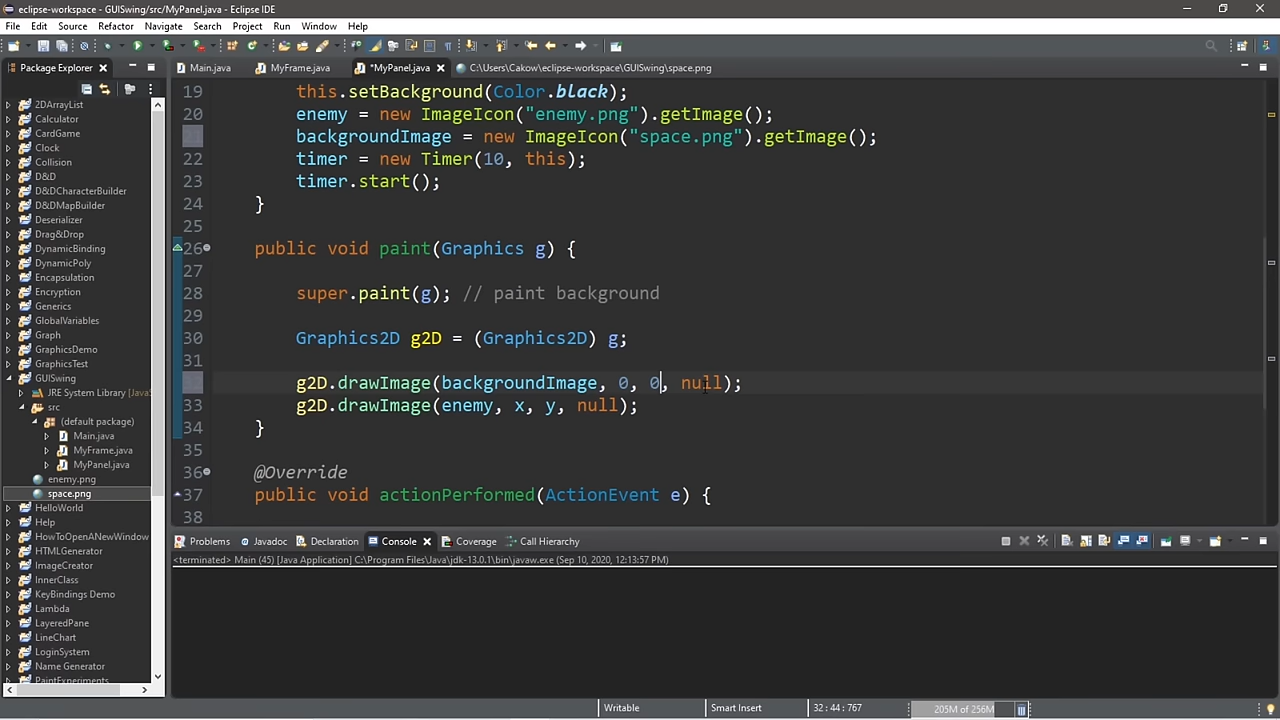 eclipse-workspace - GUISwing/src/MyPanel.java - Eclipse IDE
File Edit Source Refactor Navigate Search Project Run Window Help
Package Explorer
Main.java MyFrame.java *MyPanel.java C:\Users\Cakow\eclipse-workspace\GUISwing\space.png
2DArrayList
Calculator
CardGame
Clock
Collision
D&D
D&DCharacterBuilder
D&DMapBuilder
Deserializer
Drag&Drop
DynamicBinding
DynamicPoly
Encapsulation
Encryption
Generics
GlobalVariables
Graph
GraphicsDemo
GraphicsTest
GUISwing
JRE System Library [JavaS
src
(default package)
Main.java
MyFrame.java
MyPanel.java
enemy.png
space.png
HelloWorld
Help
HowToOpenANewWindow
HTMLGenerator
ImageCreator
InnerClass
KeyBindings Demo
Lambda
LayeredPane
LineChart
LoginSystem
Name Generator
PaintExperiments
19 this.setBackground(Color.black);
20 enemy = new ImageIcon("enemy.png").getImage();
21 backgroundImage = new ImageIcon("space.png").getImage();
22 timer = new Timer(10, this);
23 timer.start();
24 }
25
26 public void paint(Graphics g) {
27
28 super.paint(g); // paint background
29
30 Graphics2D g2D = (Graphics2D) g;
31
32 g2D.drawImage(backgroundImage, 0, 0, null);
33 g2D.drawImage(enemy, x, y, null);
34 }
35
36 @Override
37 public void actionPerformed(ActionEvent e) {
38
Problems Javadoc Declaration Console Coverage Call Hierarchy
<terminated> Main (45) [Java Application] C:\Program Files\Java\jdk-13.0.1\bin\javaw.exe (Sep 10, 2020, 12:13:57 PM)
Writable Smart Insert 32 : 44 : 767 205M of 256M